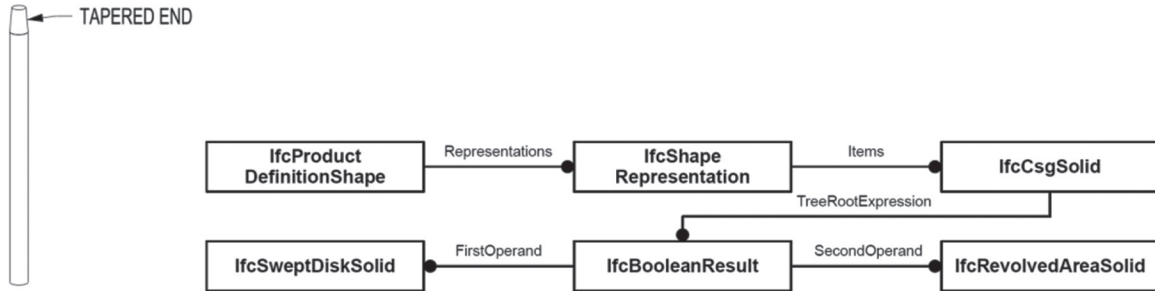 TAPERED END
IfcProduct
DefinitionShape
Representations
IfcShape
Representation
Items
IfcCsgSolid
TreeRootExpression
IfcSweptDiskSolid
FirstOperand
IfcBooleanResult
SecondOperand
IfcRevolvedAreaSolid